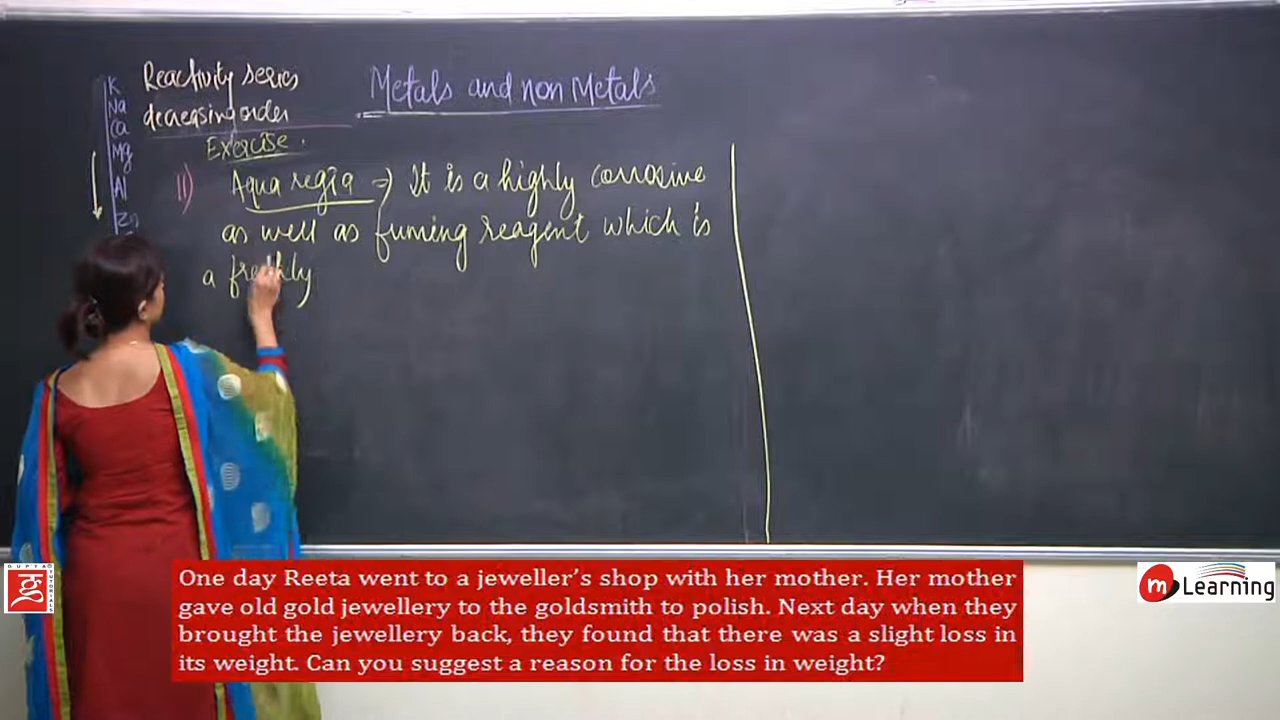 K
Na
Ca
Mg
Al
Zn
Reactivity series
decreasing order
Metals and non Metals
Exercise.
11) Aqua regia => It is a highly corrosive
as well as fuming reagent which is
a freshly
One day Reeta went to a jeweller's shop with her mother. Her mother
gave old gold jewellery to the goldsmith to polish. Next day when they
brought the jewellery back, they found that there was a slight loss in
its weight. Can you suggest a reason for the loss in weight?
GUPTA
TUTORIALS
m Learning